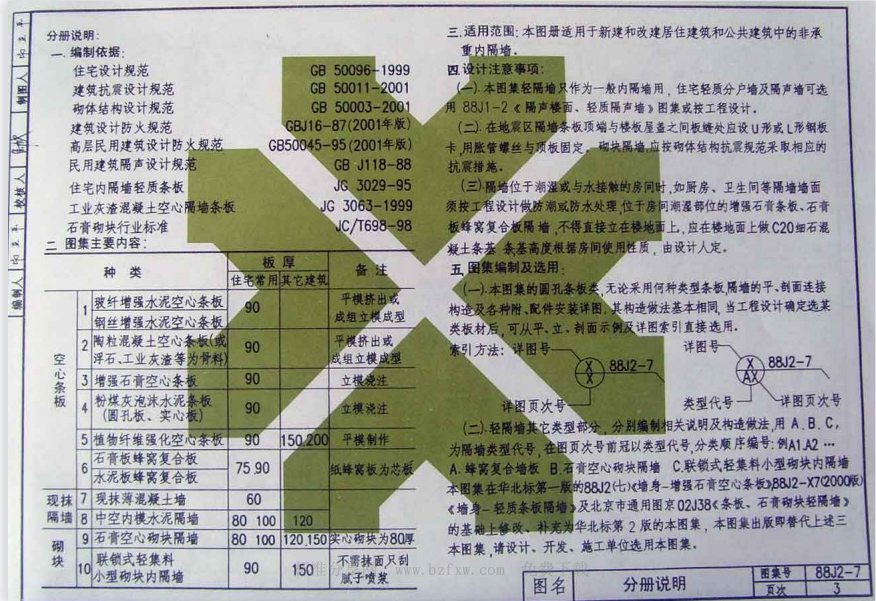 分册说明:
一. 编制依据:
住宅设计规范 GB 50096-1999
建筑抗震设计规范 GB 50011-2001
砌体结构设计规范 GB 50003-2001
建筑设计防火规范 GBJ16-87(2001年版)
高层民用建筑设计防火规范 GB50045-95(2001年版)
民用建筑隔声设计规范 GB J118-88
住宅内隔墙轻质条板 JG 3029-95
工业灰渣混凝土空心隔墙条板 JG 3063-1999
石膏砌块行业标准 JC/T698-98
二 图集主要内容:
种 类 板 厚 备 注
住宅常用 其它建筑
空心条板
1 玻纤增强水泥空心条板 90 平模挤出或
钢丝增强水泥空心条板 成组立模成型
2 陶粒混凝土空心条板(或 90 平模挤出或
浮石、工业灰渣等为骨料) 成组立模成型
3 增强石膏空心条板 90 立模浇注
4 粉煤灰泡沫水泥条板 90 立模浇注
(圆孔板、实心板)
5 植物纤维强化空心条板 90 150,200 平模制作
6 石膏板蜂窝复合板 75 90 纸蜂窝板为芯板
水泥板蜂窝复合板
现抹隔墙
7 现抹薄混凝土墙 60
8 中空内模水泥隔墙 80 100 120
砌块
9 石膏空心砌块隔墙 80 100 120,150 实心砌块为80厚
10 联锁式轻集料 90 150 不需抹面只刮
小型砌块内隔墙 腻子喷浆
三. 适用范围: 本图册适用于新建和改建居住建筑和公共建筑中的非承
重内隔墙。
四. 设计注意事项:
(一). 本图集轻隔墙只作为一般内隔墙用, 住宅轻质分户墙及隔声墙可选
用 88J1-2《隔声楼面、轻质隔声墙》图集或按工程设计。
(二). 在地震区隔墙条板顶端与楼板屋盖之间板缝处应设U形或L形钢板
卡,用胀管螺丝与顶板固定。砌块隔墙,应按砌体结构抗震规范采取相应的
抗震措施。
(三)隔墙位于潮湿或与水接触的房间时,如厨房、卫生间等隔墙墙面
须按工程设计做防潮或防水处理,位于房间潮湿部位的增强石膏条板、石膏
板蜂窝复合板隔墙,不得直接立在楼地面上,应在楼地面上做C20细石混
凝土条基 条基高度根据房间使用性质,由设计人定。
五. 图集编制及选用:
(一).本图集的圆孔条板类,无论采用何种类型条板,隔墙的平、剖面连接
构造及各种附、配件安装详图,其构造做法基本相同,当工程设计确定选某
类板材后,可从平、立、剖面示例及详图索引直接选用。
索引方法: 详图号 X X 88J2-7 详图号 X AX 88J2-7
详图页次号 类型代号 详图页次号
(二).轻隔墙其它类型部分,分别编制相关说明及构造做法,用 A.B.C,
为隔墙类型代号,在图页次号前冠以类型代号,分类顺序编号:例A1.A2 …
A. 蜂窝复合墙板 B.石膏空心砌块隔墙 C.联锁式轻集料小型砌块内隔墙
本图集在华北标第一版的88J2(七)《墙身-增强石膏空心条板》88J2-X7(2000版)
《墙身-轻质条板隔墙》及北京市通用图京02J38《条板、石膏砌块轻隔墙》
的基础上修改、补充为华北标第2版的本图集,本图集出版即替代上述三
本图集,请设计、开发、施工单位选用本图集。
图名 分册说明 图集号 88J2-7
页次 3
制图人
校核人
编制人
www.bzfxw.com 免费下载